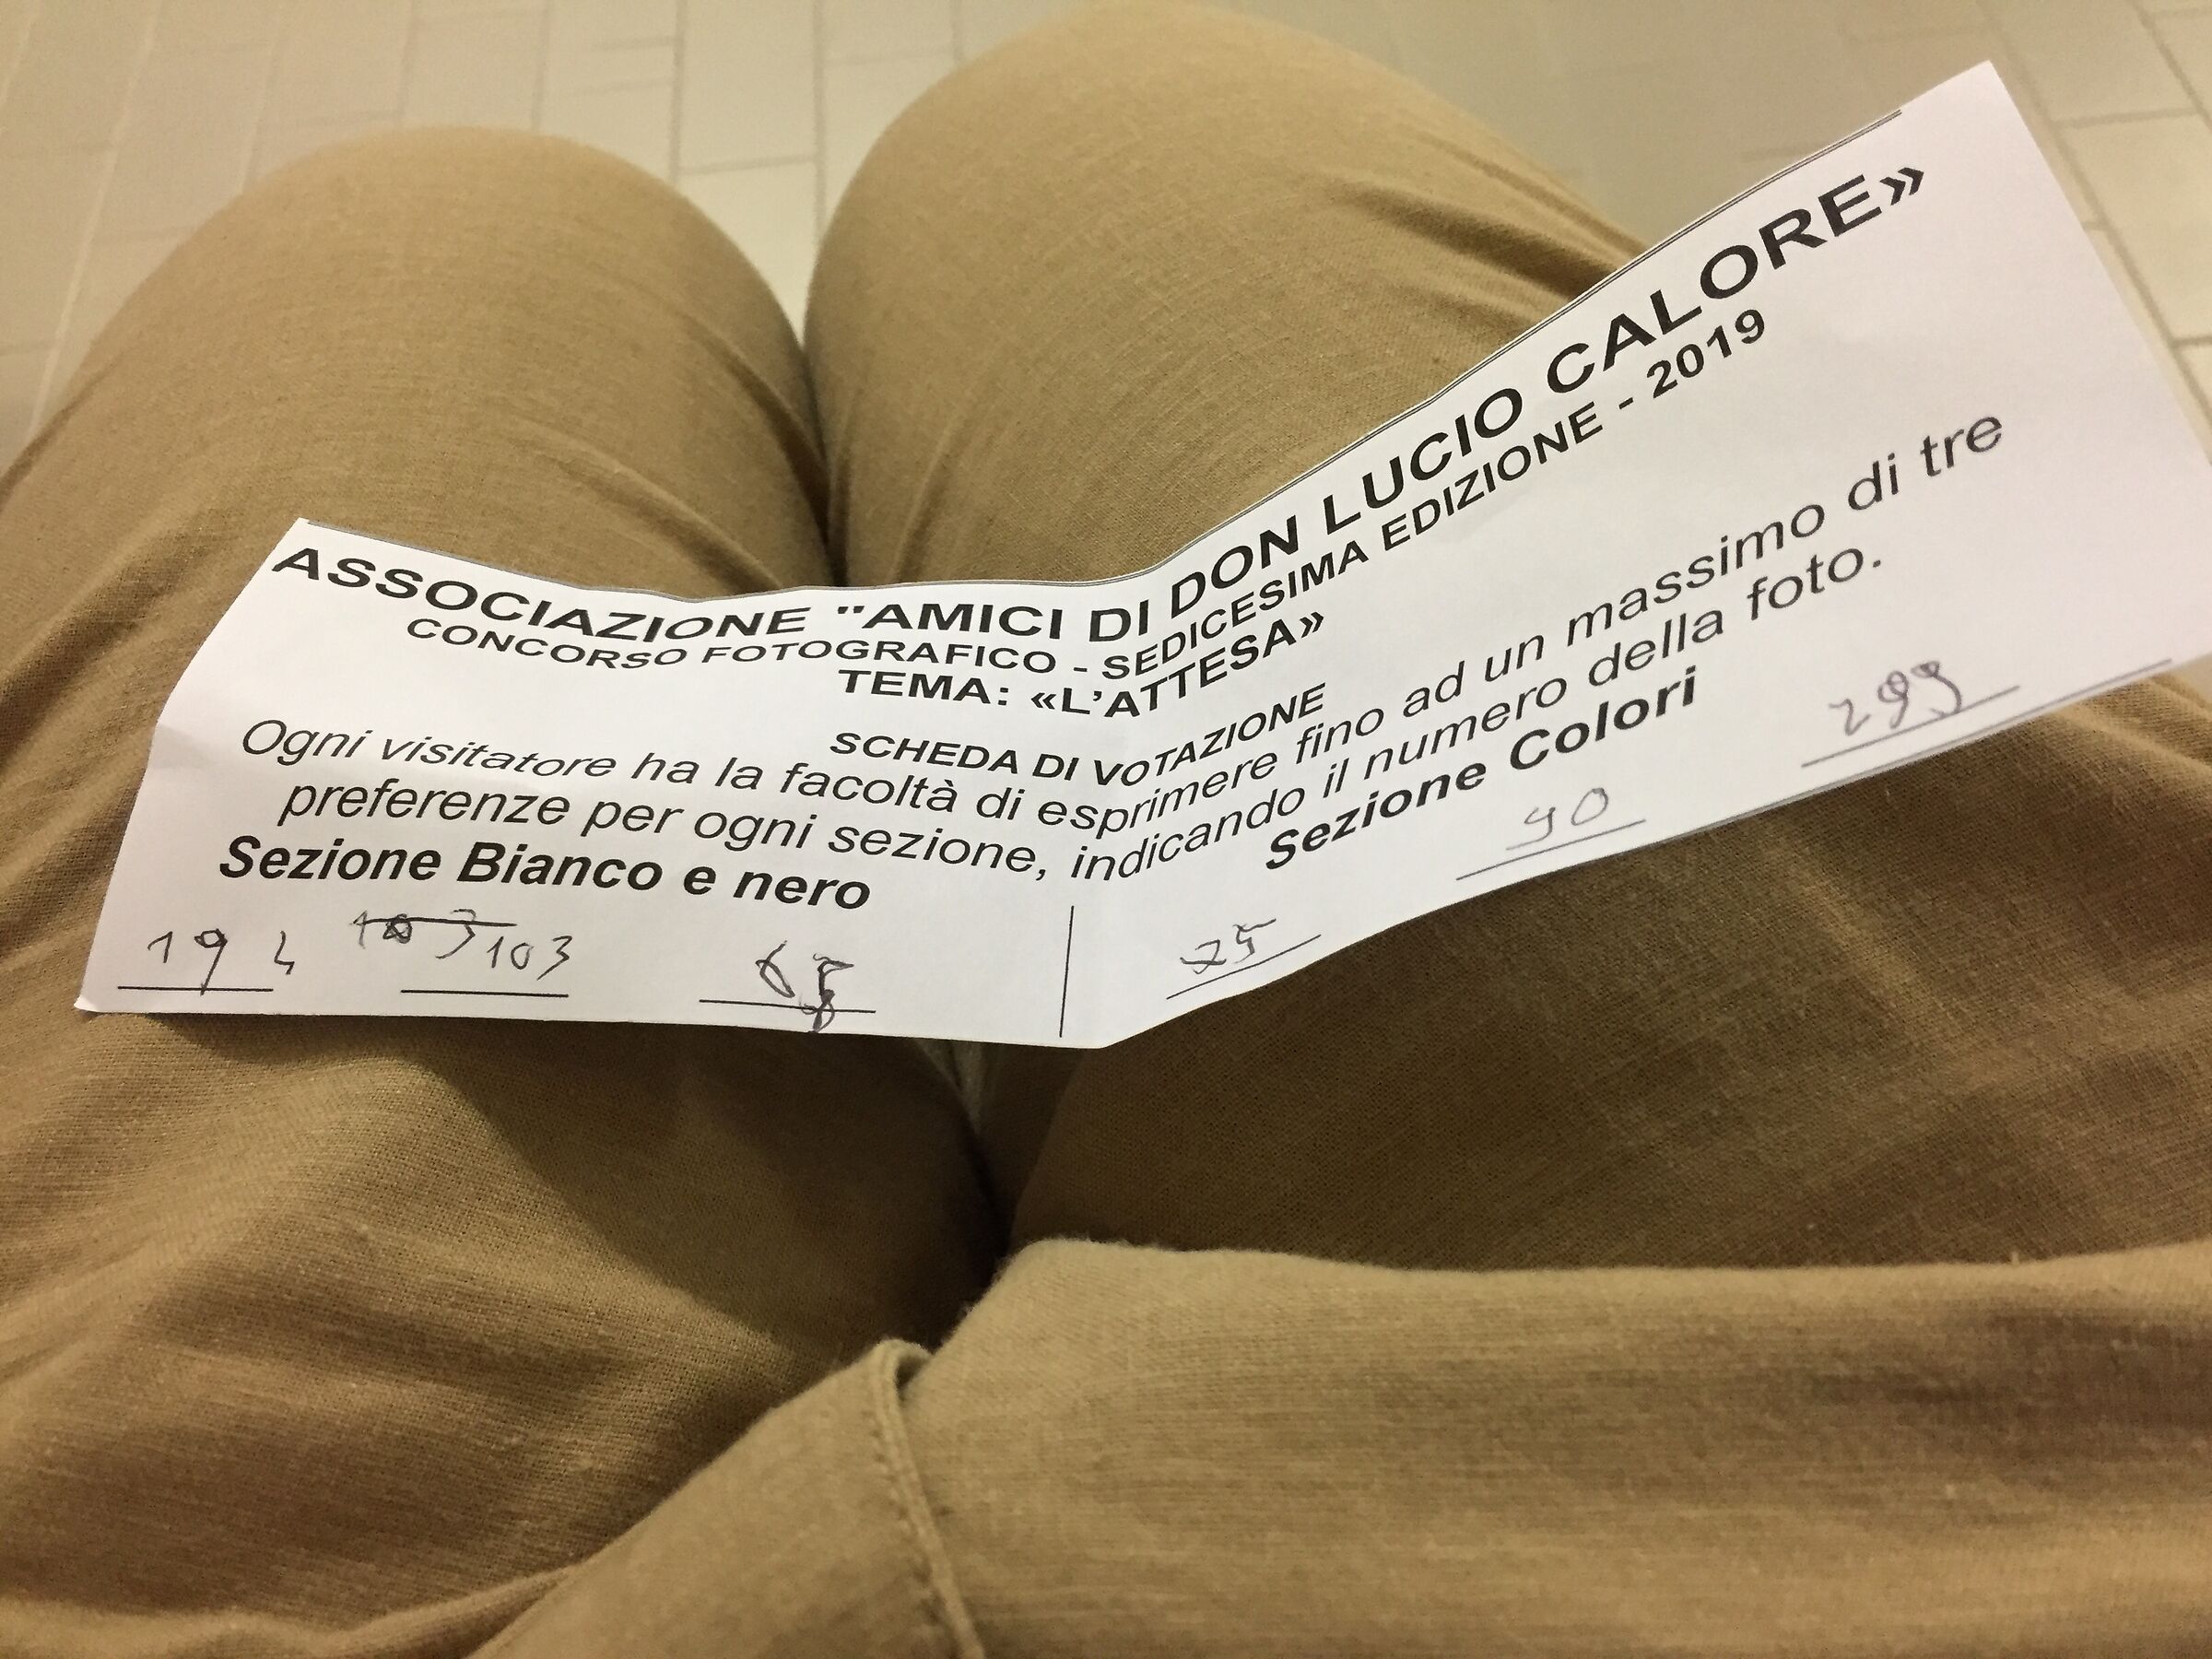 ASSOCIAZIONE "AMICI DI DON LUCIO CALORE»
CONCORSO FOTOGRAFICO - SEDICESIMA EDIZIONE - 2019
TEMA: «L'ATTESA»
SCHEDA DI VOTAZIONE
Ogni visitatore ha la facoltà di esprimere fino ad un massimo di tre
preferenze per ogni sezione, indicando il numero della foto.
Sezione Bianco e nero
103
Sezione Colori
75 90 299